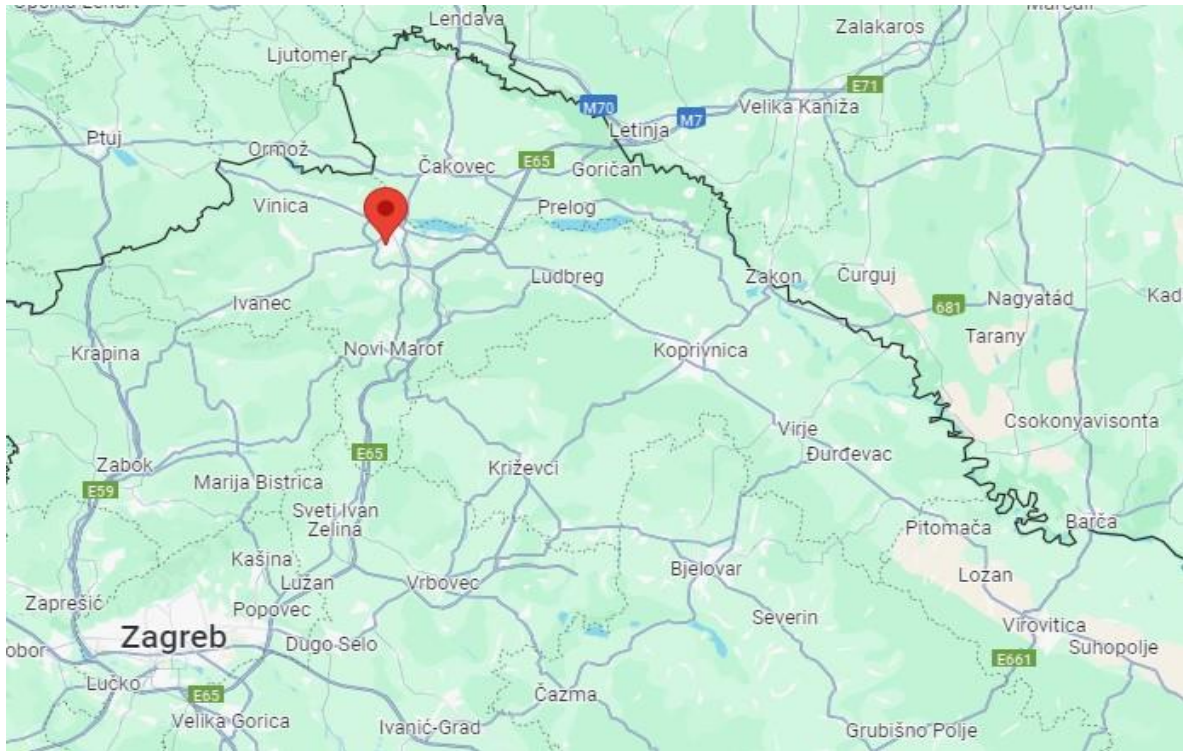 Lendava
Ljutomer
Zalakaros
E71
M70
Velika Kaniža
M7
Letinja
Ptuj
Ormož
Čakovec
E65
Goričan
Vinica
Prelog
Ludbreg
Zakon
Čurguj
Ivanec
Nagyatád
Kad
681
Tarany
Krapina
Novi Marof
Koprivnica
Csokonyavisonta
Virje
Đurđevac
E65
Zabok
Križevci
Marija Bistrica
E59
Sveti Ivan
Zelina
Pitomača
Barča
Kašina
Lužan
Vrbovec
Bjelovar
Lozan
Zaprešić
Popovec
Severin
Virovitica
Zagreb
Dugo Selo
Suhopolje
obor
E661
Lučko
E65
Čazma
Velika Gorica
Ivanić-Grad
Grubišno Polje